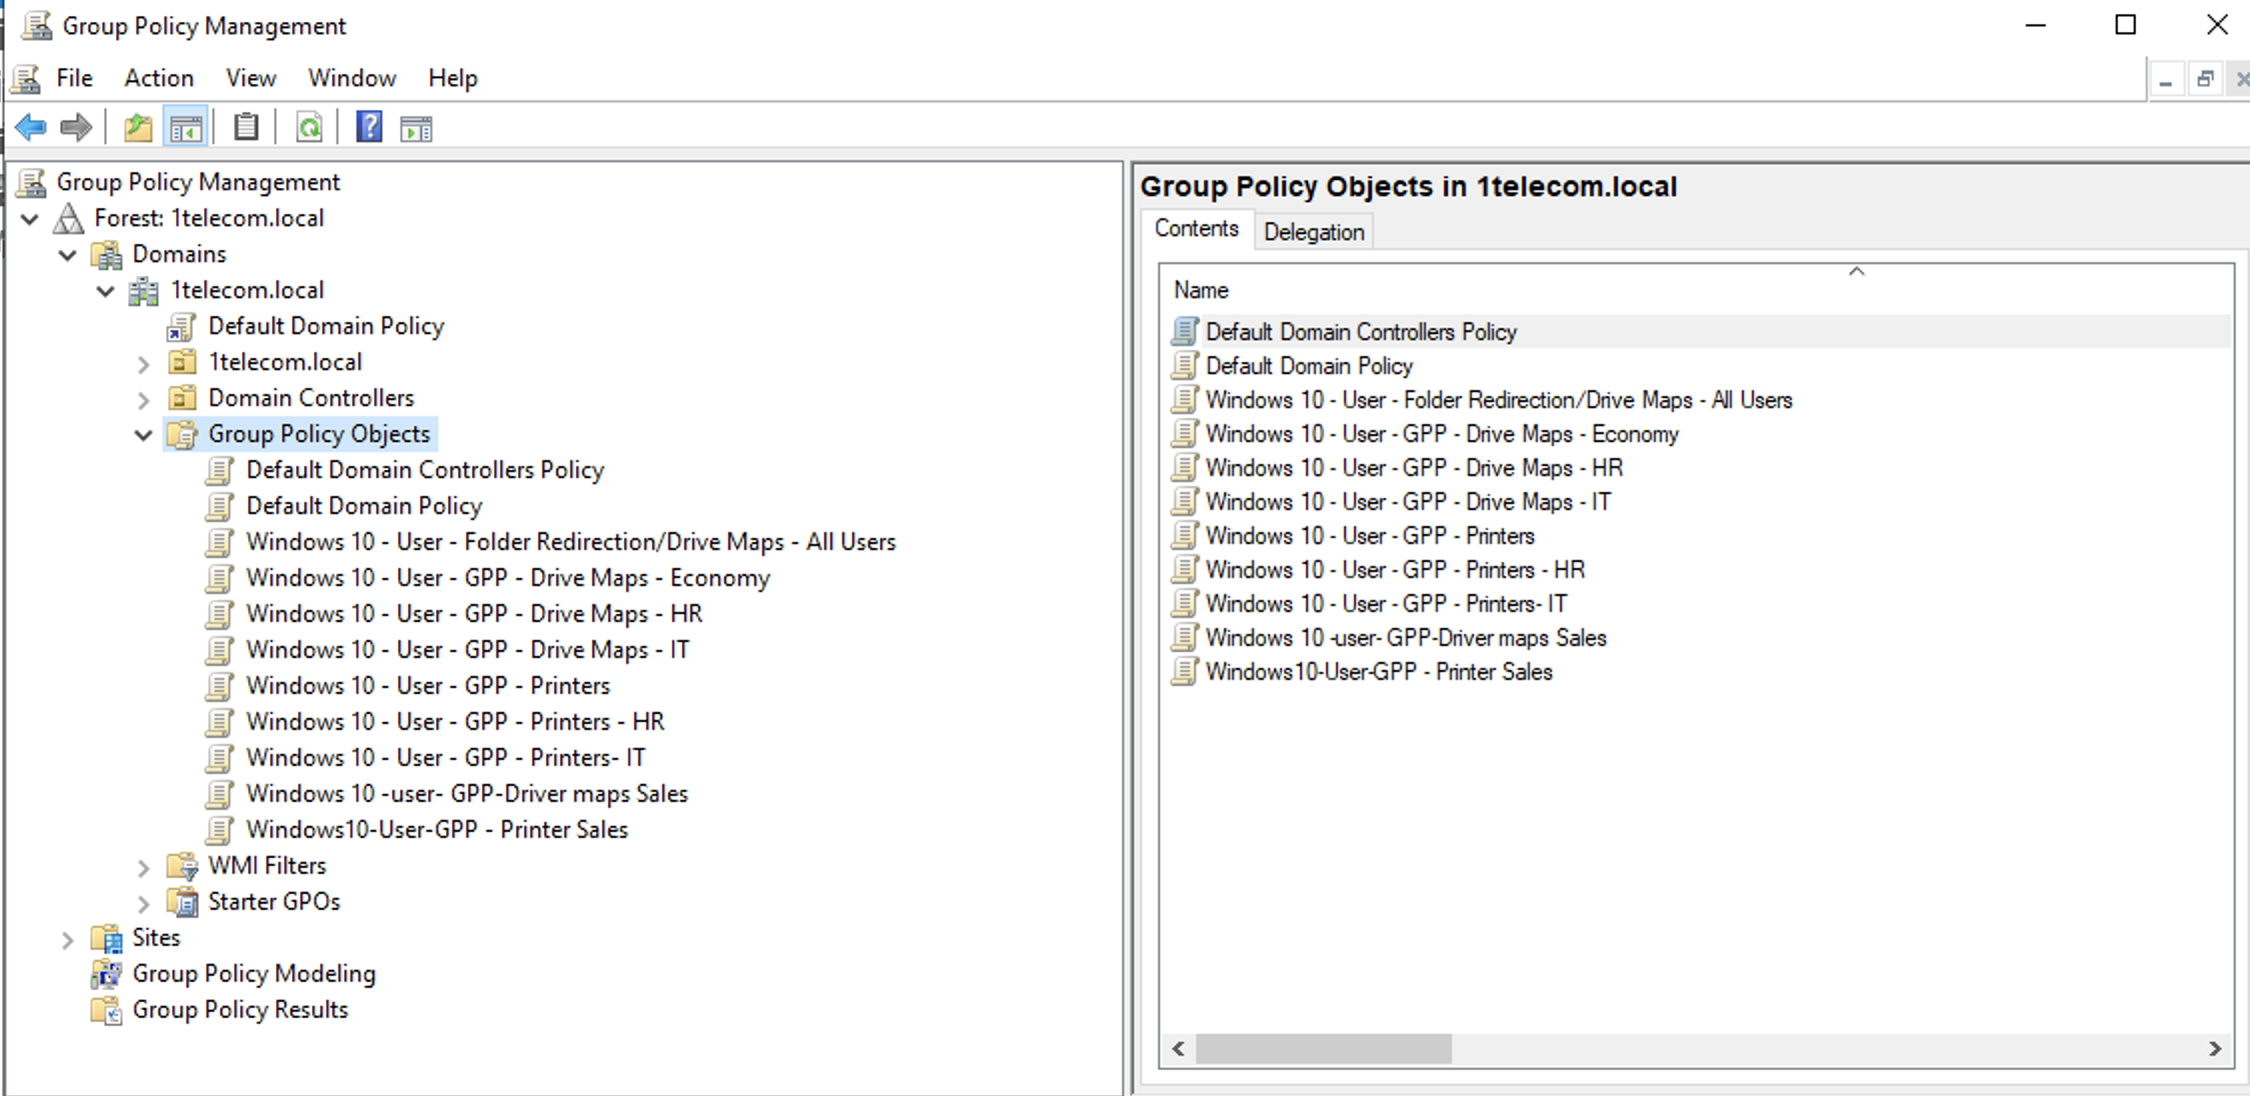 Group Policy Management
File Action View Window Help
Group Policy Management
Forest: 1telecom.local
Domains
1telecom.local
Default Domain Policy
1telecom.local
Domain Controllers
Group Policy Objects
Default Domain Controllers Policy
Default Domain Policy
Windows 10 - User - Folder Redirection/Drive Maps - All Users
Windows 10 - User - GPP - Drive Maps - Economy
Windows 10 - User - GPP - Drive Maps - HR
Windows 10 - User - GPP - Drive Maps - IT
Windows 10 - User - GPP - Printers
Windows 10 - User - GPP - Printers - HR
Windows 10 - User - GPP - Printers- IT
Windows 10 -user- GPP-Driver maps Sales
Windows10-User-GPP - Printer Sales
WMI Filters
Starter GPOs
Sites
Group Policy Modeling
Group Policy Results
Group Policy Objects in 1telecom.local
Contents Delegation
Name
Default Domain Controllers Policy
Default Domain Policy
Windows 10 - User - Folder Redirection/Drive Maps - All Users
Windows 10 - User - GPP - Drive Maps - Economy
Windows 10 - User - GPP - Drive Maps - HR
Windows 10 - User - GPP - Drive Maps - IT
Windows 10 - User - GPP - Printers
Windows 10 - User - GPP - Printers - HR
Windows 10 - User - GPP - Printers- IT
Windows 10 -user- GPP-Driver maps Sales
Windows10-User-GPP - Printer Sales